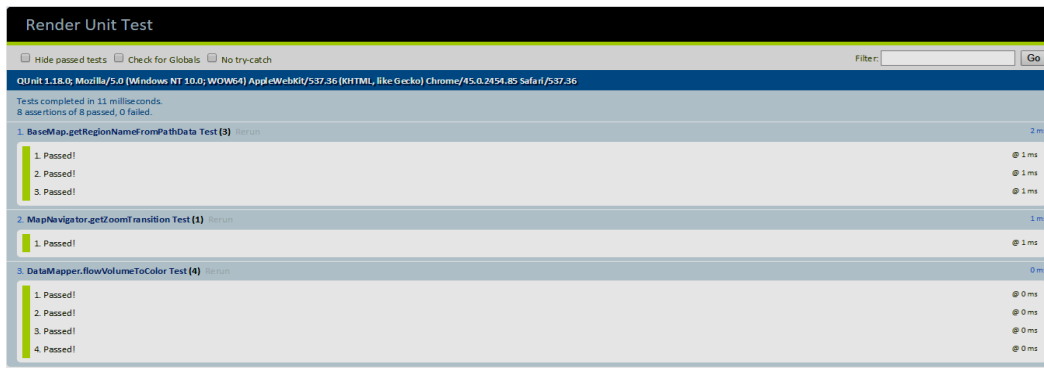 Render Unit Test
Hide passed tests Check for Globals No try-catch Filter: Go
QUnit 1.18.0; Mozilla/5.0 (Windows NT 10.0; WOW64) AppleWebKit/537.36 (KHTML, like Gecko) Chrome/45.0.2454.85 Safari/537.36
Tests completed in 11 milliseconds.
8 assertions of 8 passed, 0 failed.
1. BaseMap.getRegionNameFromPathData Test (3) Rerun 2 m
1. Passed! @ 1 ms
2. Passed! @ 1 ms
3. Passed! @ 1 ms
2. MapNavigator.getZoomTransition Test (1) Rerun 1 m
1. Passed! @ 1 ms
3. DataMapper.flowVolumeToColor Test (4) Rerun 0 m
1. Passed! @ 0 ms
2. Passed! @ 0 ms
3. Passed! @ 0 ms
4. Passed! @ 0 ms